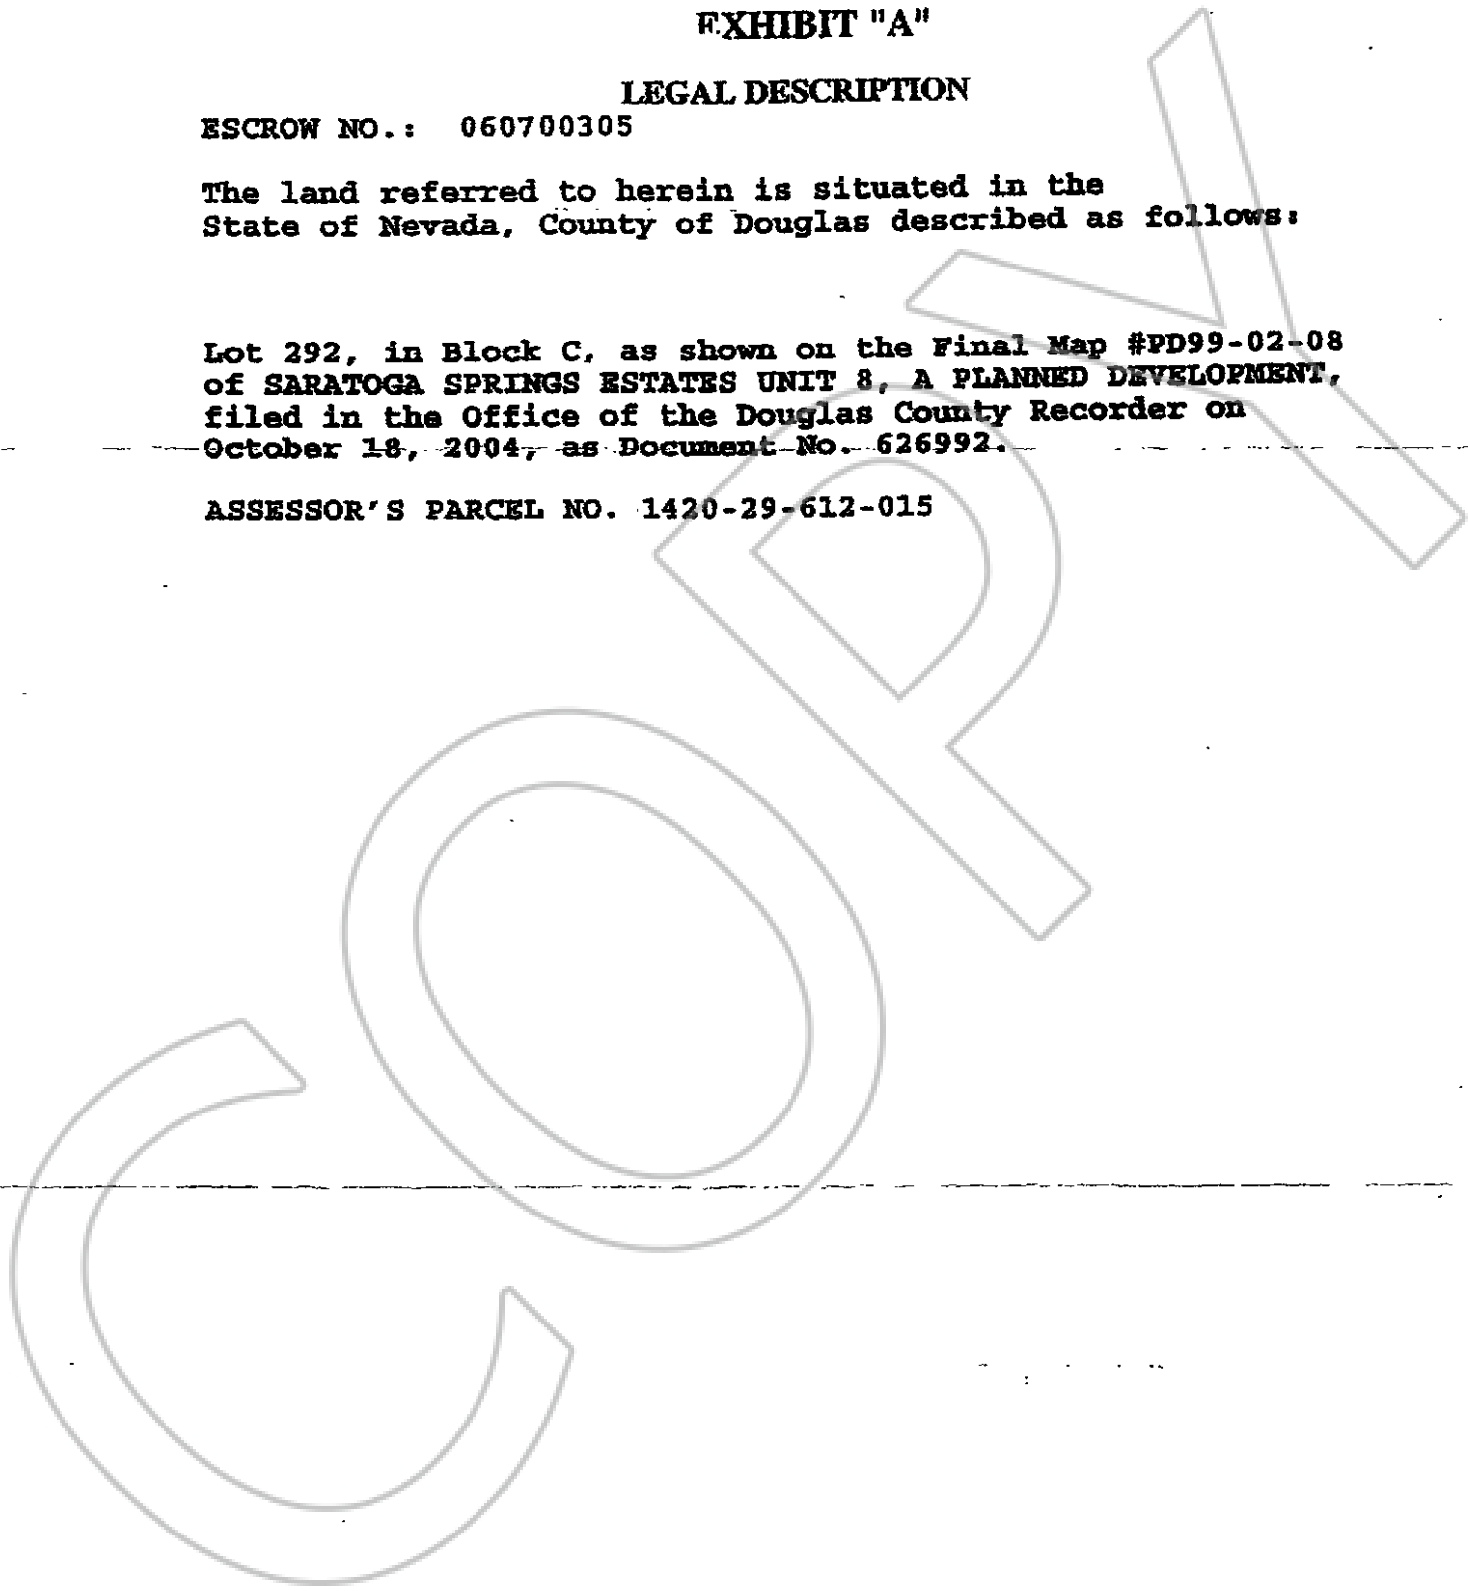 EXHIBIT "A"
LEGAL DESCRIPTION
ESCROW NO.: 060700305
The land referred to herein is situated in the
State of Nevada, County of Douglas described as follows:
Lot 292, in Block C, as shown on the Final Map #PD99-02-08
of SARATOGA SPRINGS ESTATES UNIT 8, A PLANNED DEVELOPMENT,
filed in the Office of the Douglas County Recorder on
October 18, 2004, as Document No. 626992.
ASSESSOR'S PARCEL NO. 1420-29-612-015
COPY